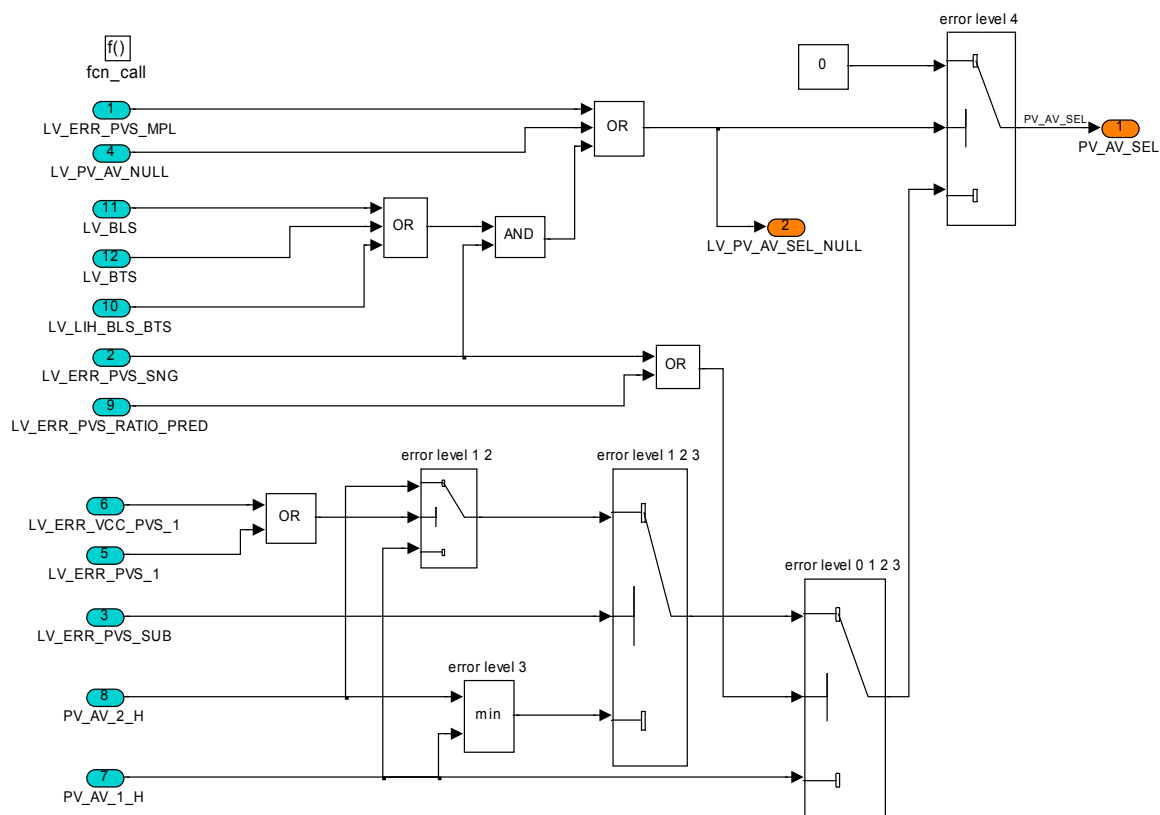 error level 4
f()
fcn_call
0
1
LV_ERR_PVS_MPL
OR
PV_AV_SEL
1
PV_AV_SEL
4
LV_PV_AV_NULL
11
LV_BLS
OR
AND
2
LV_PV_AV_SEL_NULL
12
LV_BTS
10
LV_LIH_BLS_BTS
2
LV_ERR_PVS_SNG
OR
9
LV_ERR_PVS_RATIO_PRED
error level 1 2
error level 1 2 3
6
LV_ERR_VCC_PVS_1
OR
5
LV_ERR_PVS_1
error level 0 1 2 3
3
LV_ERR_PVS_SUB
error level 3
8
PV_AV_2_H
min
7
PV_AV_1_H